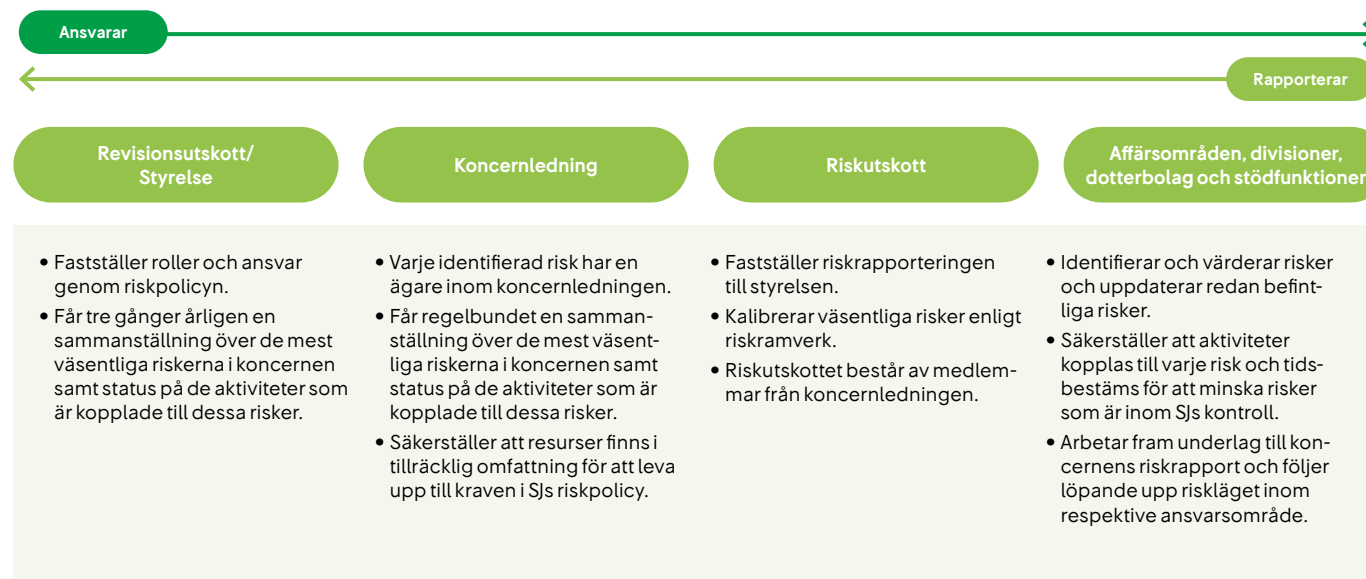 Ansvarar
Rapporterar
Revisionsutskott/
Styrelse
Koncernledning
Riskutskott
Affärsområden, divisioner,
dotterbolag och stödfunktioner
• Fastställer roller och ansvar
genom riskpolicyn.
• Får tre gånger årligen en
sammanställning över de mest
väsentliga riskerna i koncernen
samt status på de aktiviteter som
är kopplade till dessa risker.
• Varje identifierad risk har en
ägare inom koncernledningen.
• Får regelbundet en samman-
ställning över de mest väsent-
liga riskerna i koncernen samt
status på de aktiviteter som är
kopplade till dessa risker.
• Säkerställer att resurser finns i
tillräcklig omfattning för att leva
upp till kraven i SJs riskpolicy.
• Fastställer riskrapporteringen
till styrelsen.
• Kalibrerar väsentliga risker enligt
riskramverk.
• Riskutskottet består av medlem-
mar från koncernledningen.
• Identifierar och värderar risker
och uppdaterar redan befint-
liga risker.
• Säkerställer att aktiviteter
kopplas till varje risk och tids-
bestäms för att minska risker
som är inom SJs kontroll.
• Arbetar fram underlag till kon-
cernens riskrapport och följer
löpande upp riskläget inom
respektive ansvarsområde.